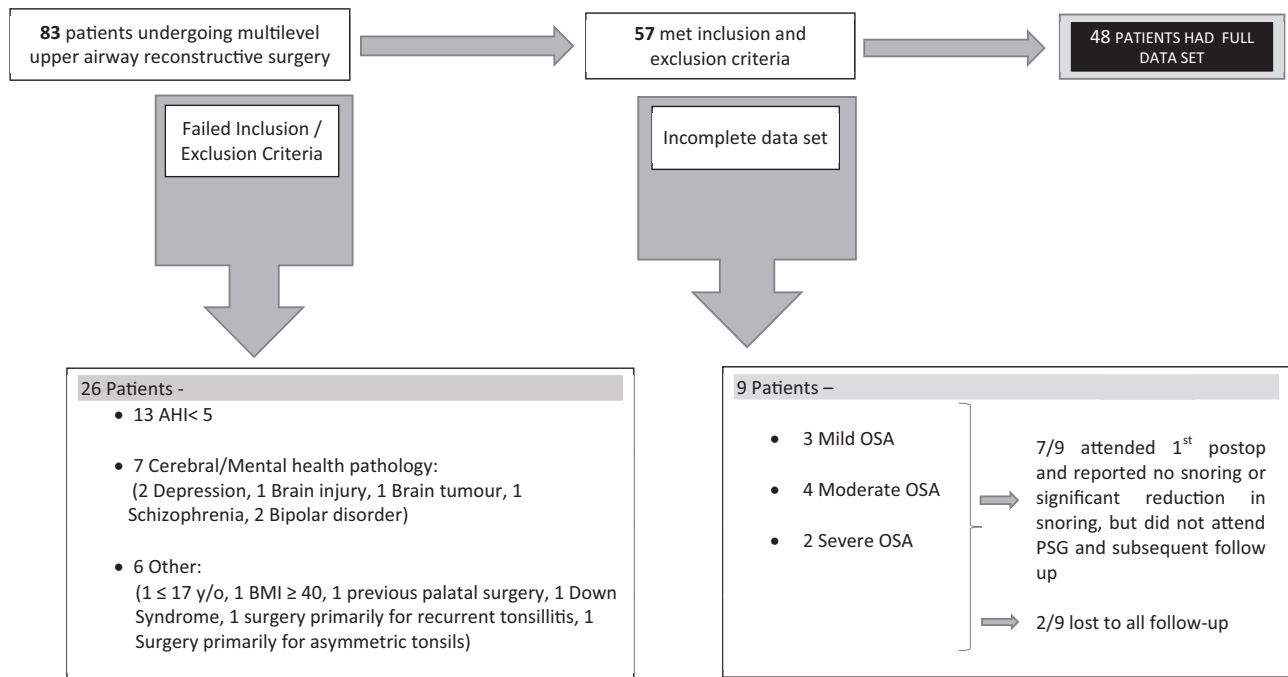 83 patients undergoing multilevel
upper airway reconstructive surgery
57 met inclusion and
exclusion criteria
48 PATIENTS HAD FULL
DATA SET
Failed Inclusion /
Exclusion Criteria
Incomplete data set
26 Patients -
• 13 AHI< 5
• 7 Cerebral/Mental health pathology:
(2 Depression, 1 Brain injury, 1 Brain tumour, 1
Schizophrenia, 2 Bipolar disorder)
• 6 Other:
(1 ≤ 17 y/o, 1 BMI ≥ 40, 1 previous palatal surgery, 1 Down
Syndrome, 1 surgery primarily for recurrent tonsillitis, 1
Surgery primarily for asymmetric tonsils)
9 Patients –
• 3 Mild OSA
• 4 Moderate OSA
• 2 Severe OSA
7/9 attended 1st postop
and reported no snoring or
significant reduction in
snoring, but did not attend
PSG and subsequent follow
up
2/9 lost to all follow-up